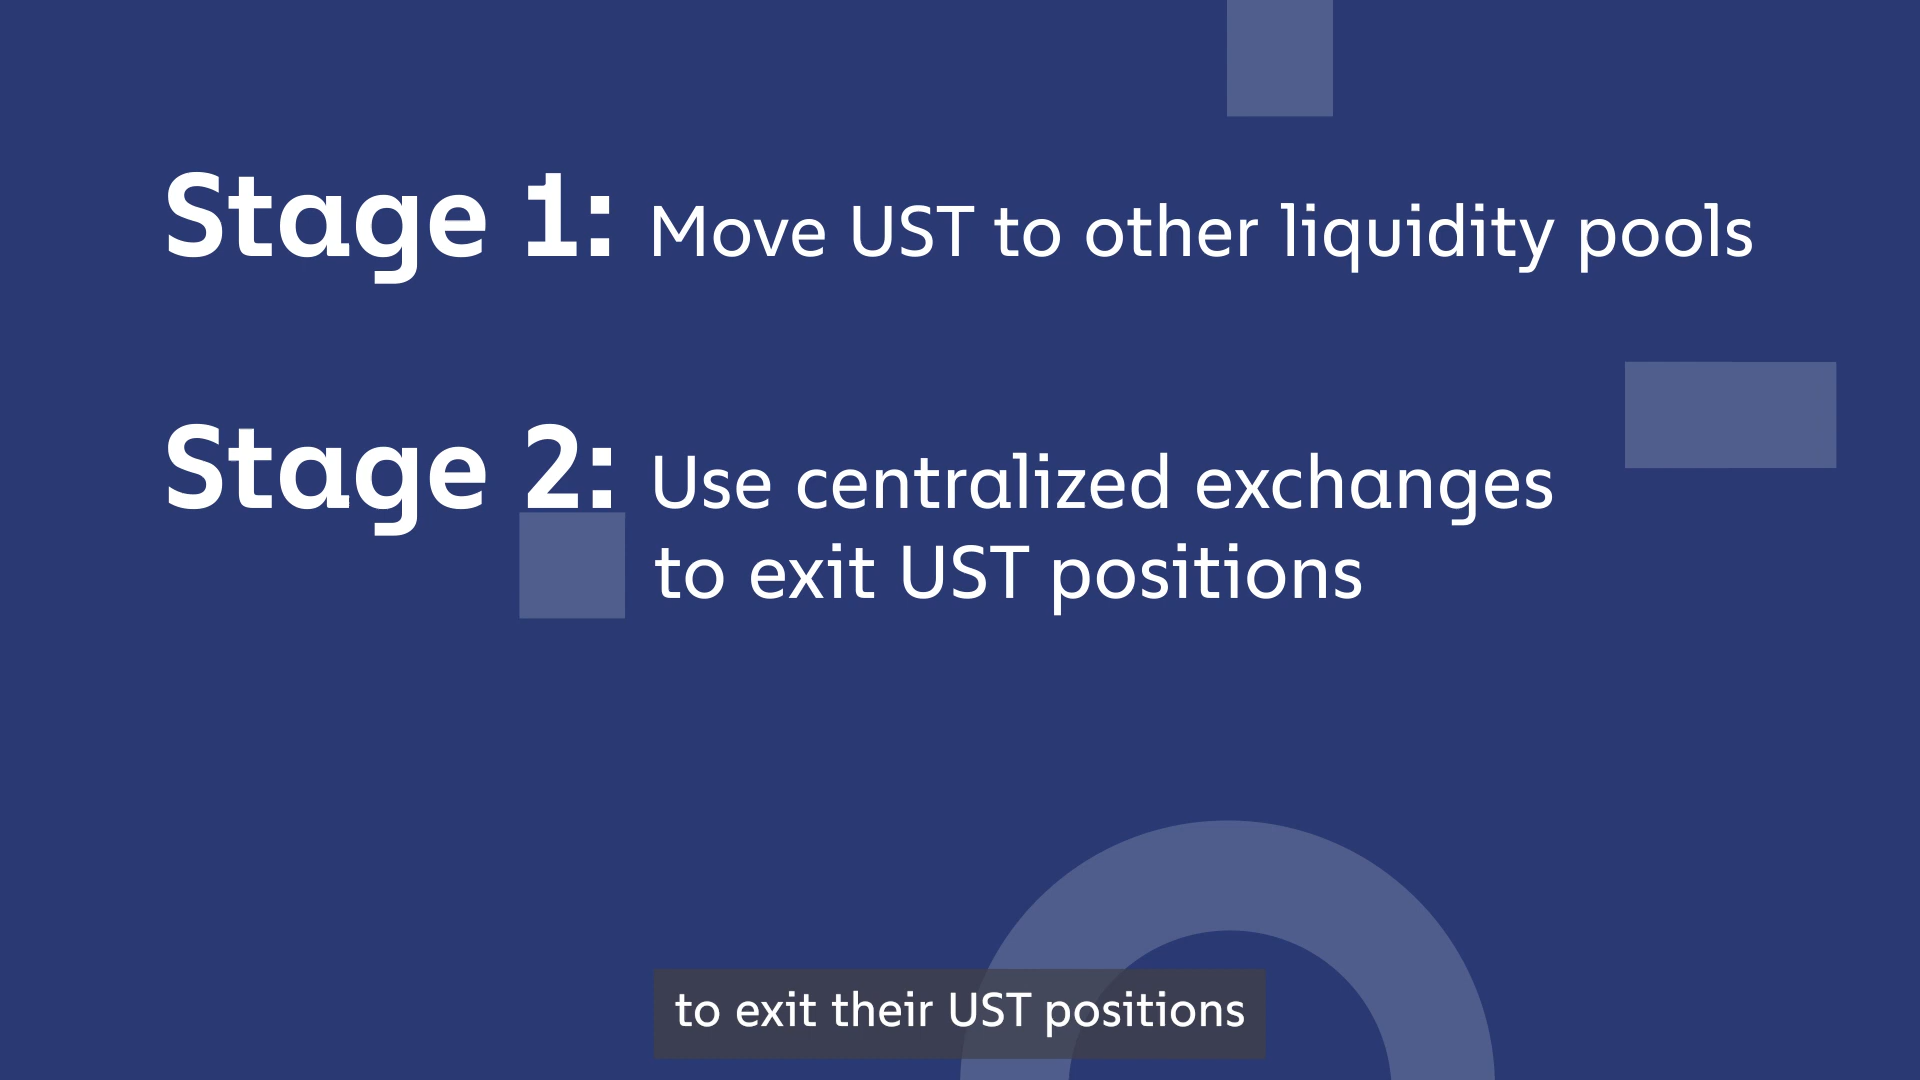 Stage 1: Move UST to other liquidity pools
Stage 2: Use centralized exchanges
to exit UST positions
to exit their UST positions